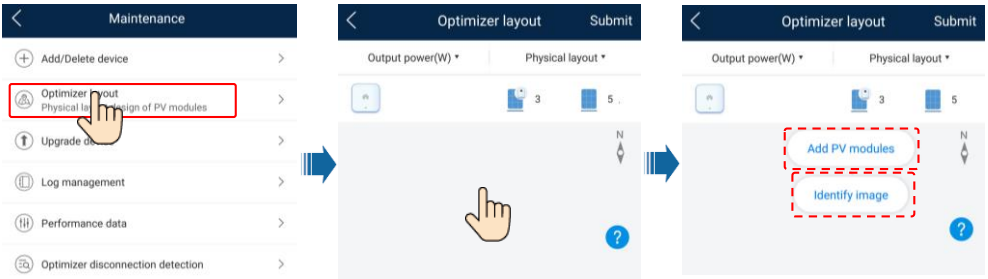 Maintenance
Add/Delete device
Optimizer layout
Physical layout design of PV modules
Upgrade device
Log management
Performance data
Optimizer disconnection detection
Optimizer layout Submit
Output power(W) Physical layout
3 5
N
?
Optimizer layout Submit
Output power(W) Physical layout
3 5
N
Add PV modules
Identify image
?